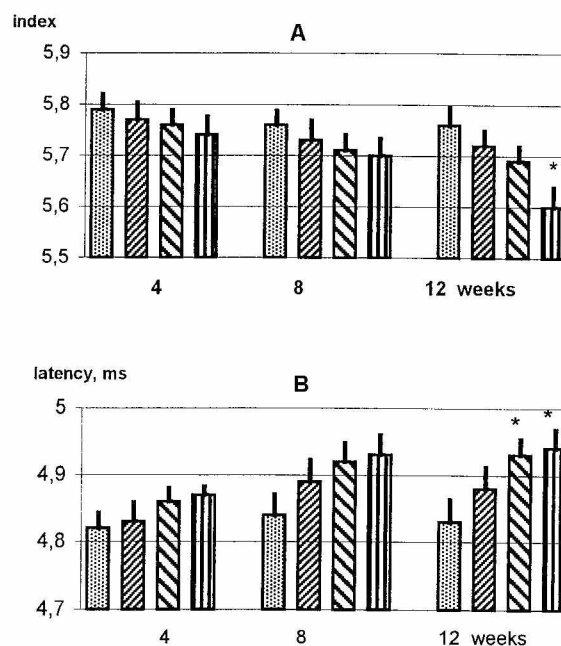 index
A
5,9
5,8
5,7
5,6
5,5
*
4 8 12 weeks
latency, ms
B
5
4,9
4,8
4,7
* *
4 8 12 weeks